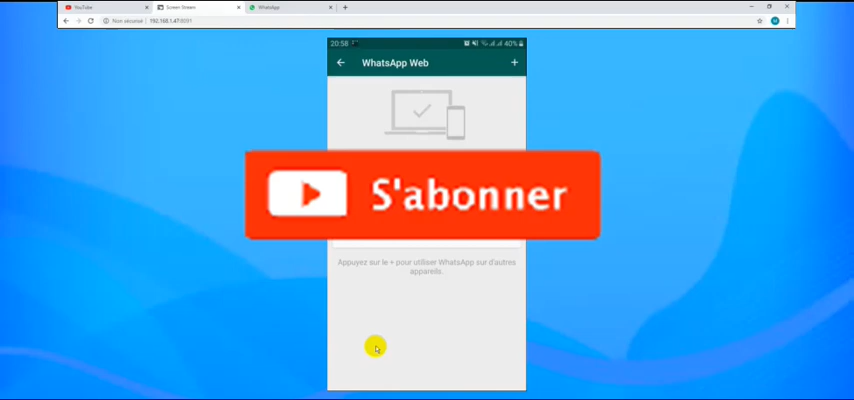 YouTube
Screen Stream
WhatsApp
Non sécurisé | 192.168.1.47:8081
M
20:58
40%
WhatsApp Web
S'abonner
Appuyez sur le + pour utiliser WhatsApp sur d'autres
appareils.